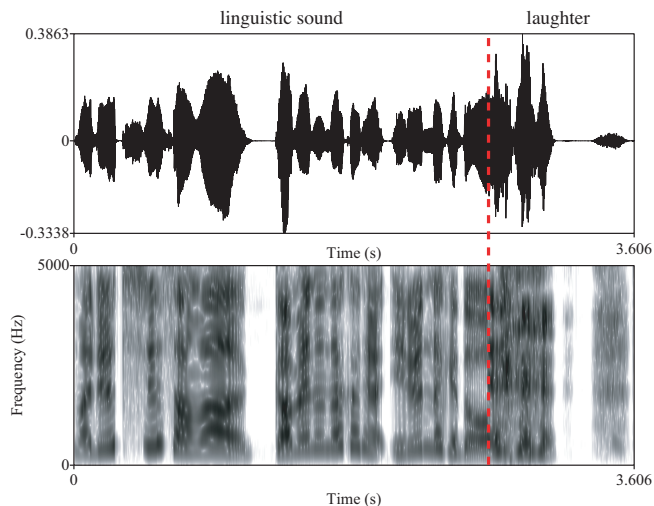 linguistic sound laughter
0.3863
0
-0.3338
0 3.606
Time (s)
5000
Frequency (Hz)
0
0 3.606
Time (s)